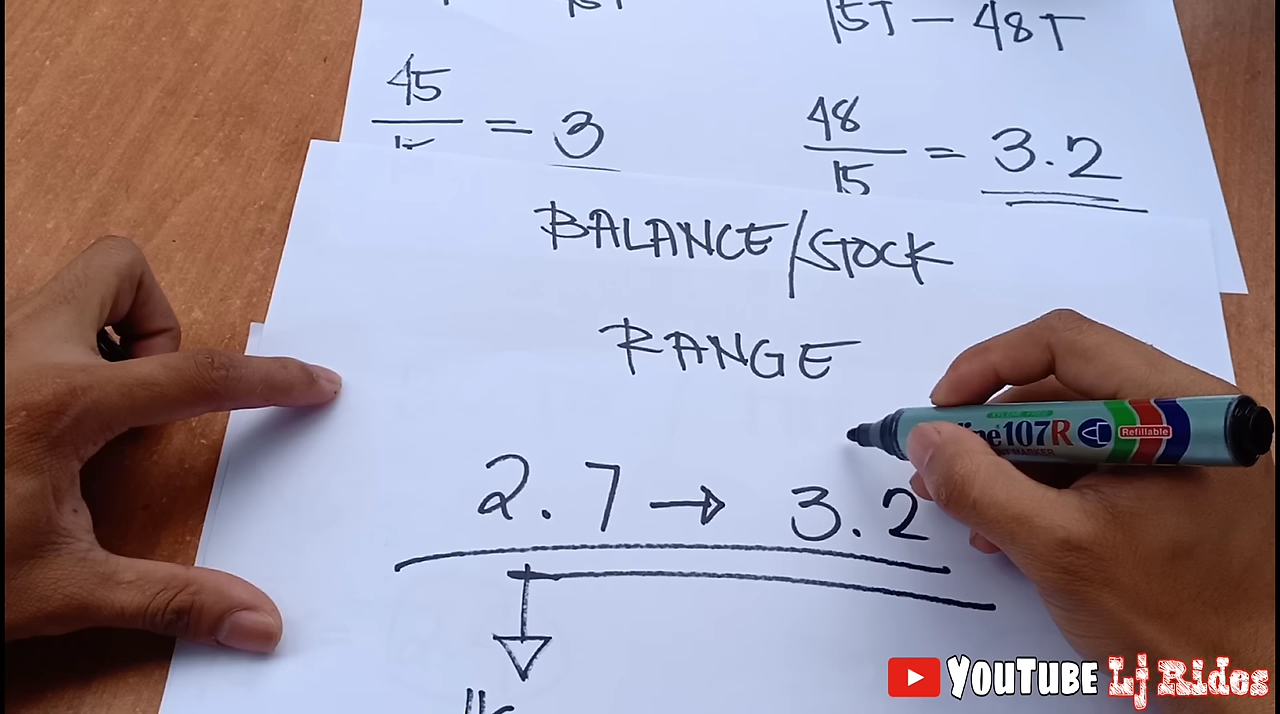 15T - 48T
45
= 3
48
15
= 3.2
BALANCE/STOCK
RANGE
2.7 → 3.2
107R
Refillable
YOUTUBE Lj Rides